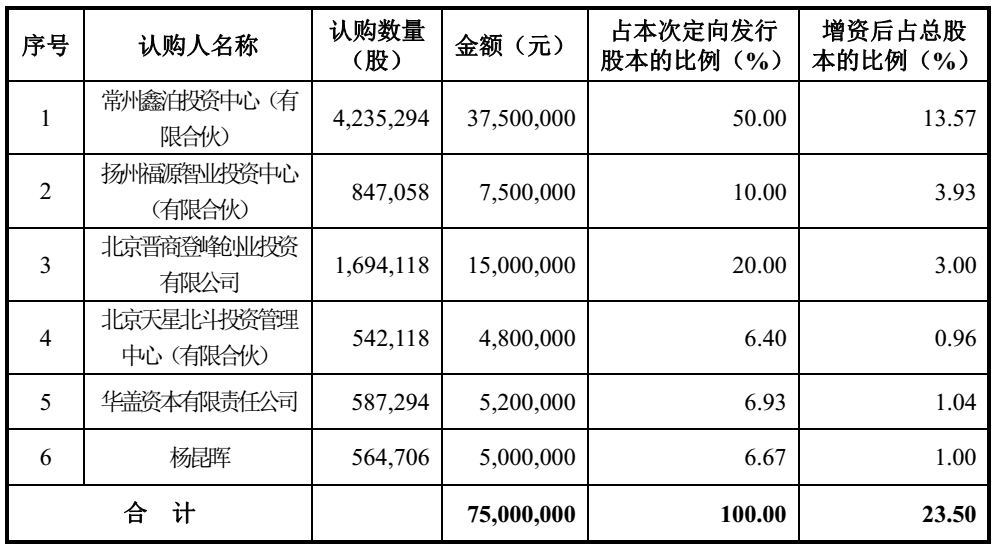 序号 认购人名称 认购数量 金额（元） 占本次定向发行 增资后占总股
（股） 股本的比例（%） 本的比例（%）
1 常州鑫泊投资中心（有 4,235,294 37,500,000 50.00 13.57
限合伙）
2 扬州福源智业投资中心 847,058 7,500,000 10.00 3.93
（有限合伙）
3 北京晋商登峰创业投资 1,694,118 15,000,000 20.00 3.00
有限公司
4 北京天星北斗投资管理 542,118 4,800,000 6.40 0.96
中心（有限合伙）
5 华盖资本有限责任公司 587,294 5,200,000 6.93 1.04
6 杨昆晖 564,706 5,000,000 6.67 1.00
合 计 75,000,000 100.00 23.50